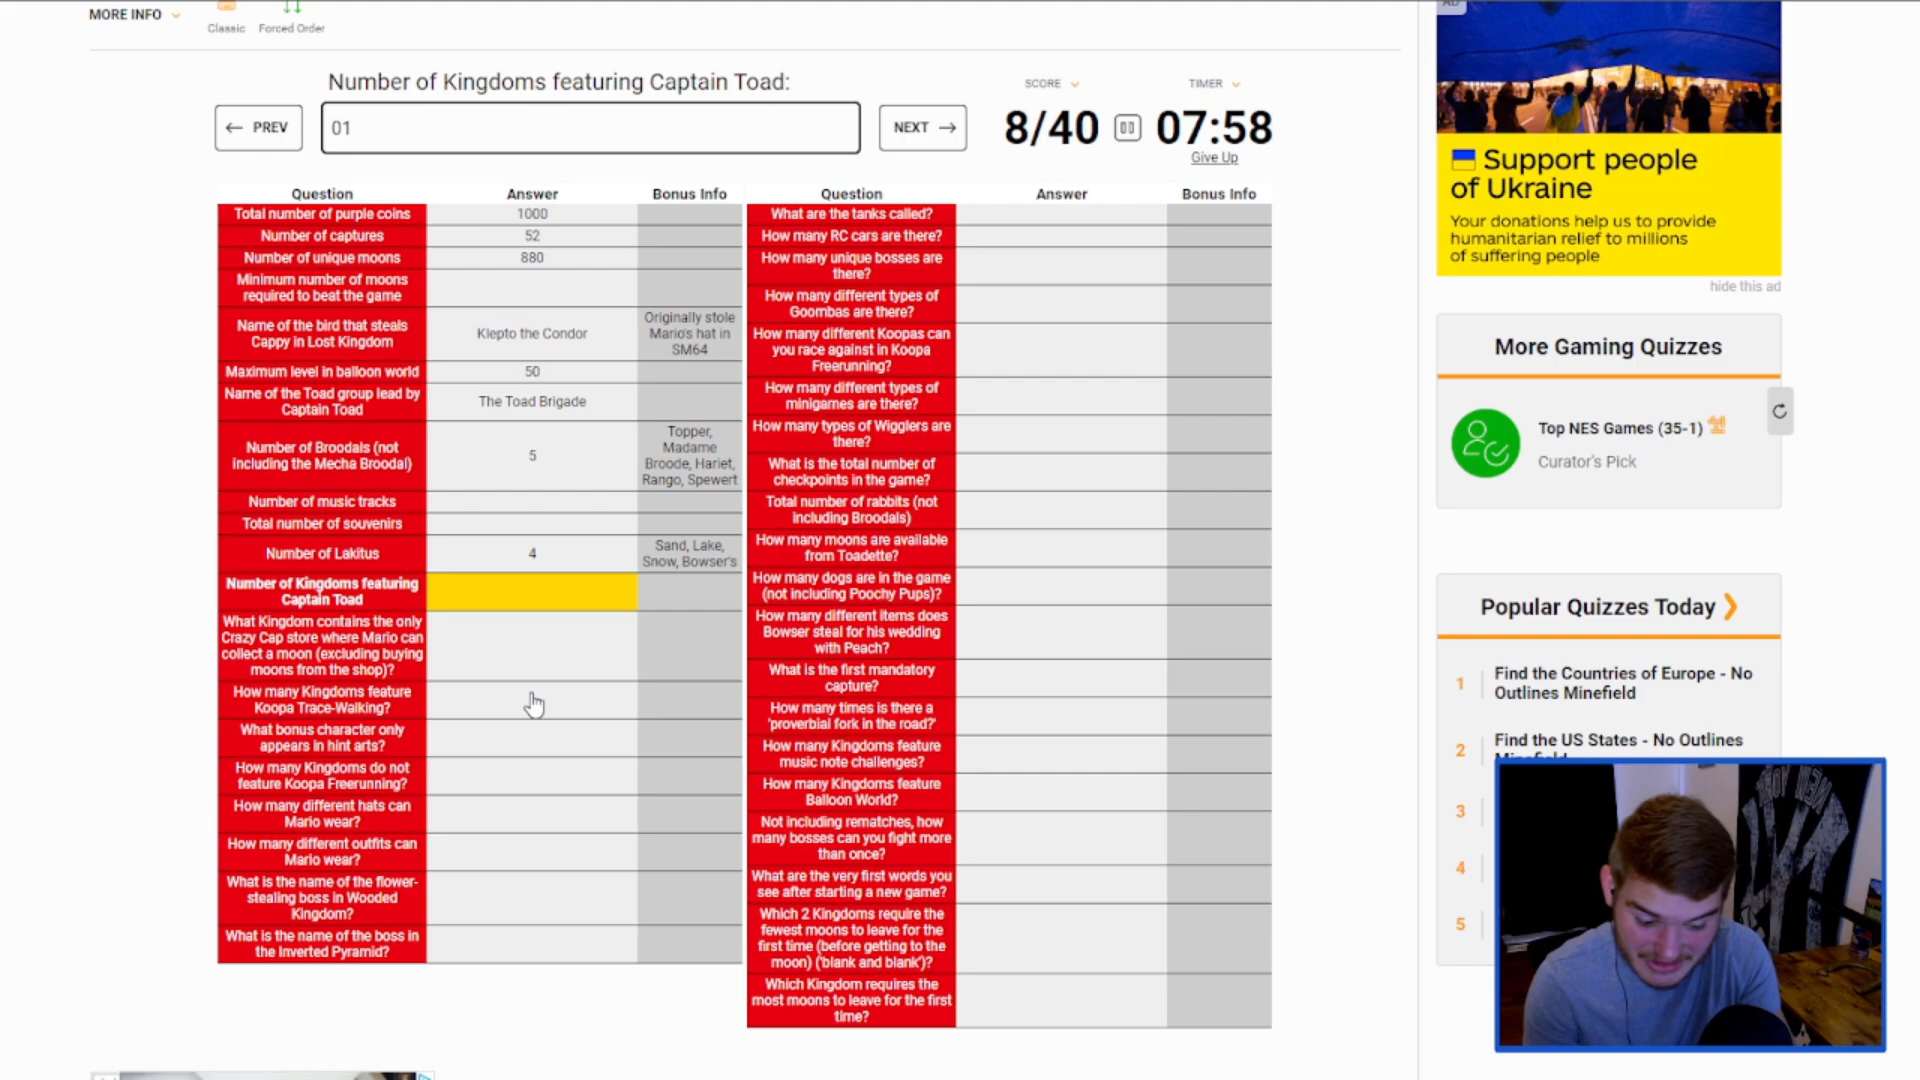 MORE INFO
Classic
Forced Order
Number of Kingdoms featuring Captain Toad:
← PREV
01
NEXT →
SCORE
8/40
TIMER
07:58
Give Up
Question Answer Bonus Info
Total number of purple coins 1000
Number of captures 52
Number of unique moons 880
Minimum number of moons
required to beat the game
Name of the bird that steals
Cappy in Lost Kingdom
Klepto the Condor
Originally stole
Mario's hat in
SM64
Maximum level in balloon world 50
Name of the Toad group lead by
Captain Toad
The Toad Brigade
Number of Broodals (not
including the Mecha Broodal)
5
Topper,
Madame
Broode, Hariet,
Rango, Spewert
Number of music tracks
Total number of souvenirs
Number of Lakitus
4
Sand, Lake,
Snow, Bowser's
Number of Kingdoms featuring
Captain Toad
What Kingdom contains the only
Crazy Cap store where Mario can
collect a moon (excluding buying
moons from the shop)?
How many Kingdoms feature
Koopa Trace-Walking?
What bonus character only
appears in hint arts?
How many Kingdoms do not
feature Koopa Freerunning?
How many different hats can
Mario wear?
How many different outfits can
Mario wear?
What is the name of the flower-
stealing boss in Wooded
Kingdom?
What is the name of the boss in
the Inverted Pyramid?
Question Answer Bonus Info
What are the tanks called?
How many RC cars are there?
How many unique bosses are
there?
How many different types of
Goombas are there?
How many different Koopas can
you race against in Koopa
Freerunning?
How many different types of
minigames are there?
How many types of Wigglers are
there?
What is the total number of
checkpoints in the game?
Total number of rabbits (not
including Broodals)
How many moons are available
from Toadette?
How many dogs are in the game
(not including Poochy Pups)?
How many different items does
Bowser steal for his wedding
with Peach?
What is the first mandatory
capture?
How many times is there a
'proverbial fork in the road?'
How many Kingdoms feature
music note challenges?
How many Kingdoms feature
Balloon World?
Not including rematches, how
many bosses can you fight more
than once?
What are the very first words you
see after starting a new game?
Which 2 Kingdoms require the
fewest moons to leave for the
first time (before getting to the
moon) ('blank and blank')?
Which Kingdom requires the
most moons to leave for the first
time?
AD
Support people
of Ukraine
Your donations help us to provide
humanitarian relief to millions
of suffering people
hide this ad
More Gaming Quizzes
Top NES Games (35-1)
Curator's Pick
Popular Quizzes Today
1 Find the Countries of Europe - No
Outlines Minefield
2 Find the US States - No Outlines
3
4
5
NEW YORK